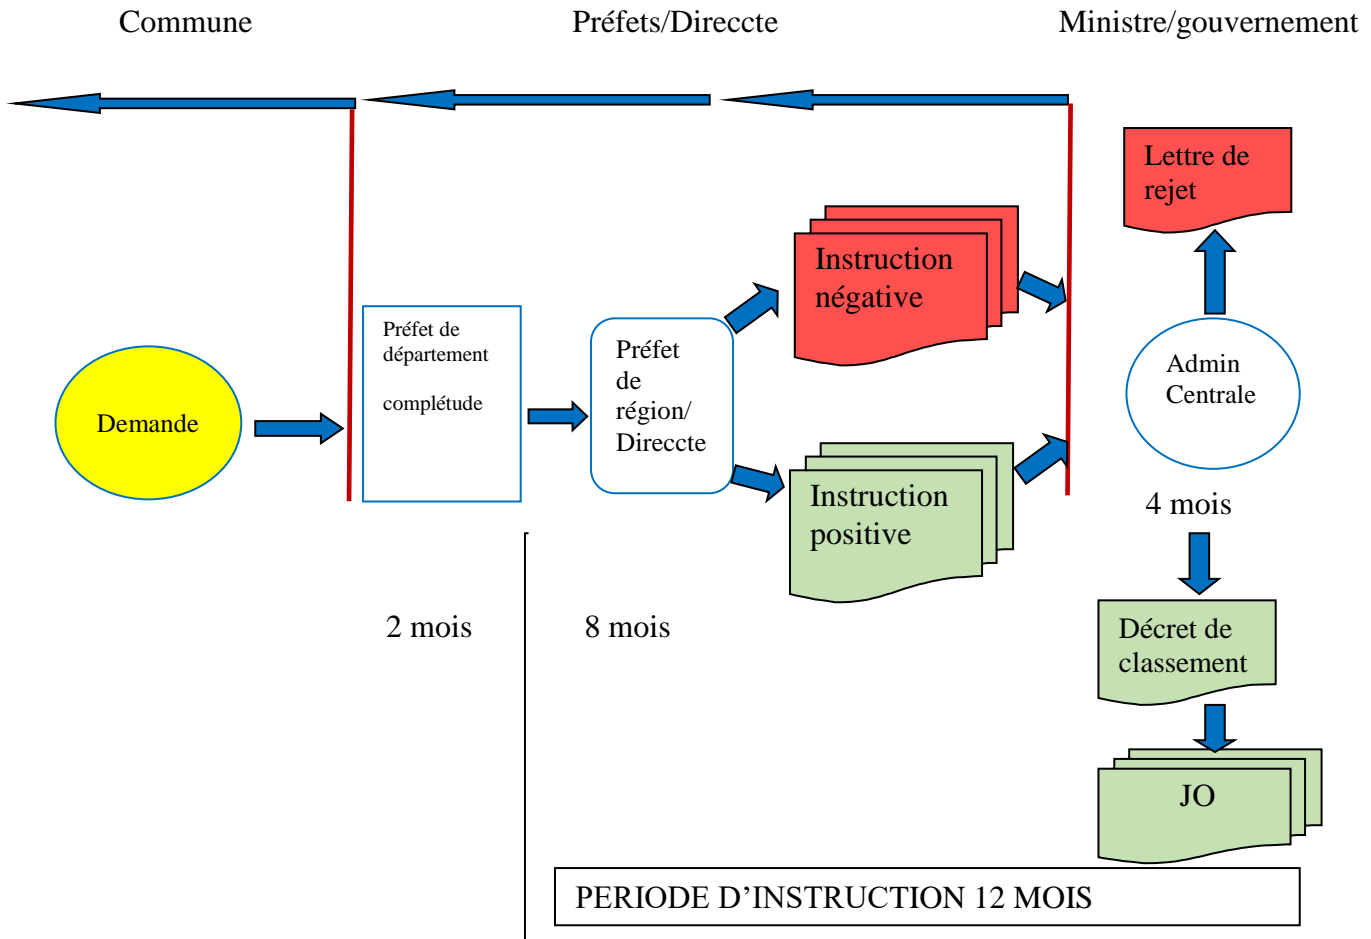 Commune
Préfets/Direccte
Ministre/gouvernement
Lettre de
rejet
Instruction
négative
Préfet de
département
complétude
Préfet
de
région/
Direccte
Admin
Centrale
Demande
Instruction
positive
4 mois
2 mois
8 mois
Décret de
classement
JO
PERIODE D’INSTRUCTION 12 MOIS